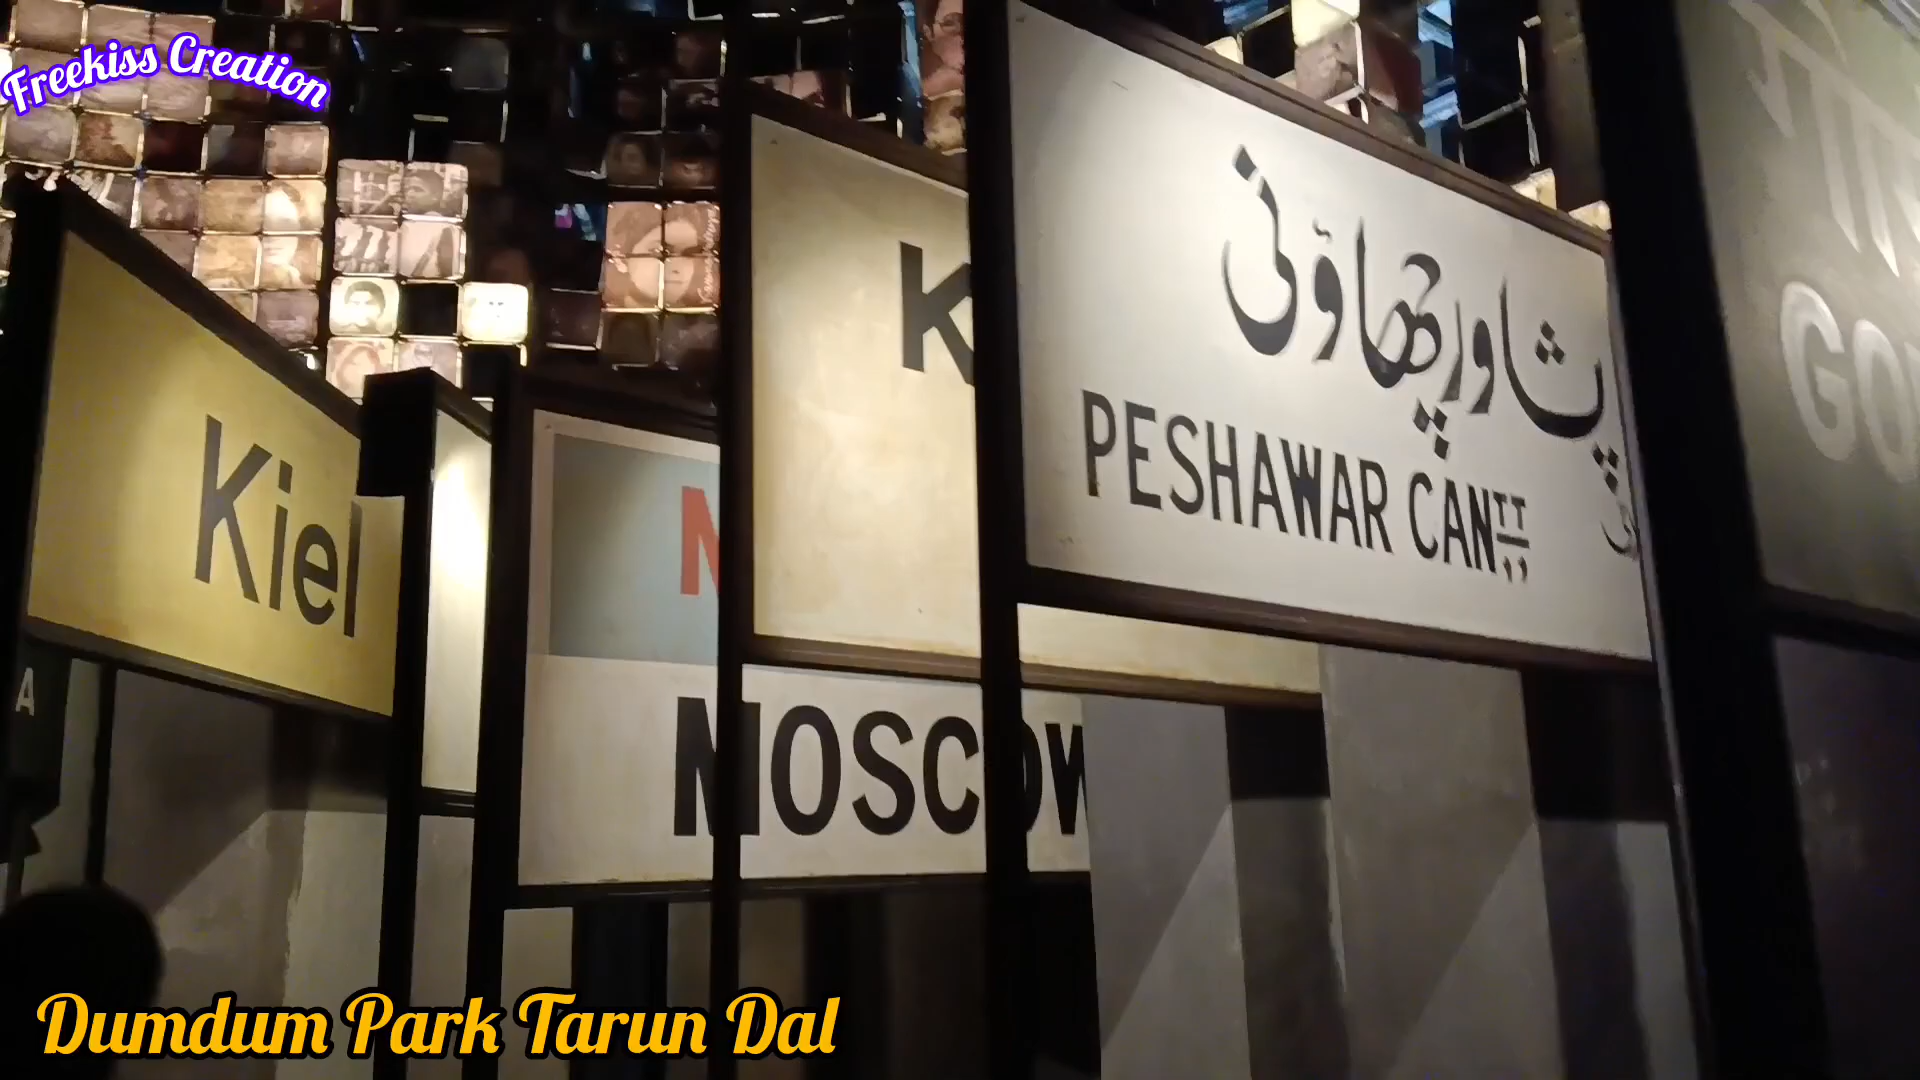 Freekiss Creation
Kiel
A
MOSCOW
پشاور چھاؤنی
PESHAWAR CANTT
Dumdum Park Tarun Dal